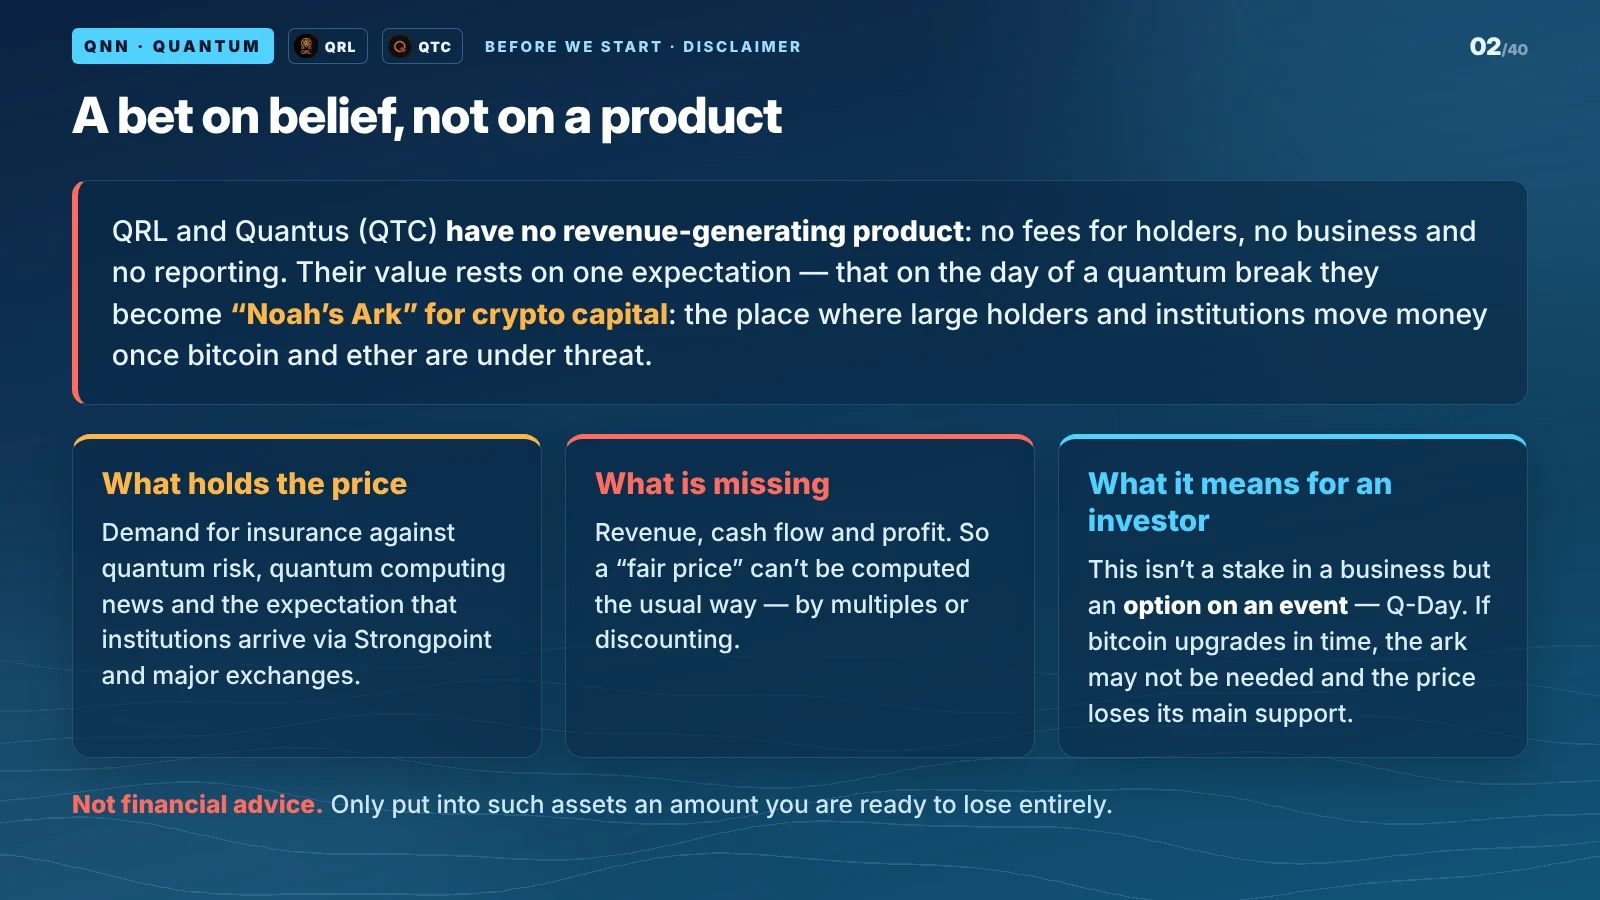 QNN · QUANTUM
QRL
QRL
QTC
BEFORE WE START · DISCLAIMER
02/40
A bet on belief, not on a product
QRL and Quantus (QTC) have no revenue-generating product: no fees for holders, no business and
no reporting. Their value rests on one expectation — that on the day of a quantum break they
become “Noah’s Ark” for crypto capital: the place where large holders and institutions move money
once bitcoin and ether are under threat.
What holds the price
Demand for insurance against
quantum risk, quantum computing
news and the expectation that
institutions arrive via Strongpoint
and major exchanges.
What is missing
Revenue, cash flow and profit. So
a “fair price” can’t be computed
the usual way — by multiples or
discounting.
What it means for an
investor
This isn’t a stake in a business but
an option on an event — Q-Day. If
bitcoin upgrades in time, the ark
may not be needed and the price
loses its main support.
Not financial advice. Only put into such assets an amount you are ready to lose entirely.